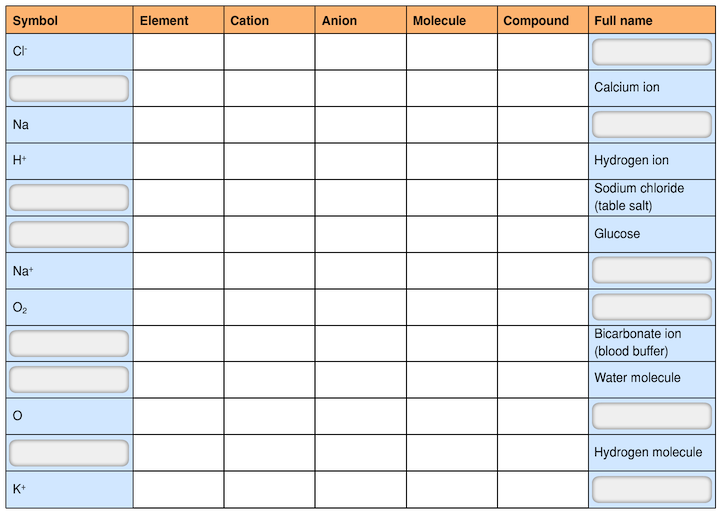 Symbol Element Cation Anion Molecule Compound Full name
Cl⁻
Calcium ion
Na
H⁺ Hydrogen ion
Sodium chloride
(table salt)
Glucose
Na⁺
O₂
Bicarbonate ion
(blood buffer)
Water molecule
O
Hydrogen molecule
K⁺